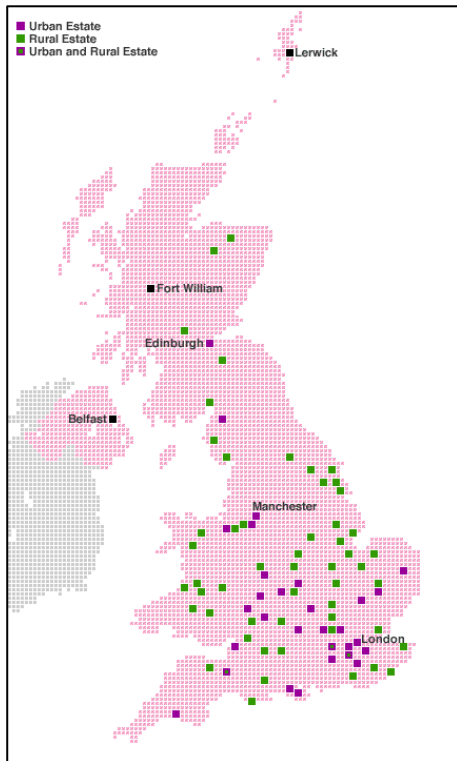 Urban Estate
Rural Estate
Urban and Rural Estate
Lerwick
Fort William
Edinburgh
Belfast
Manchester
London